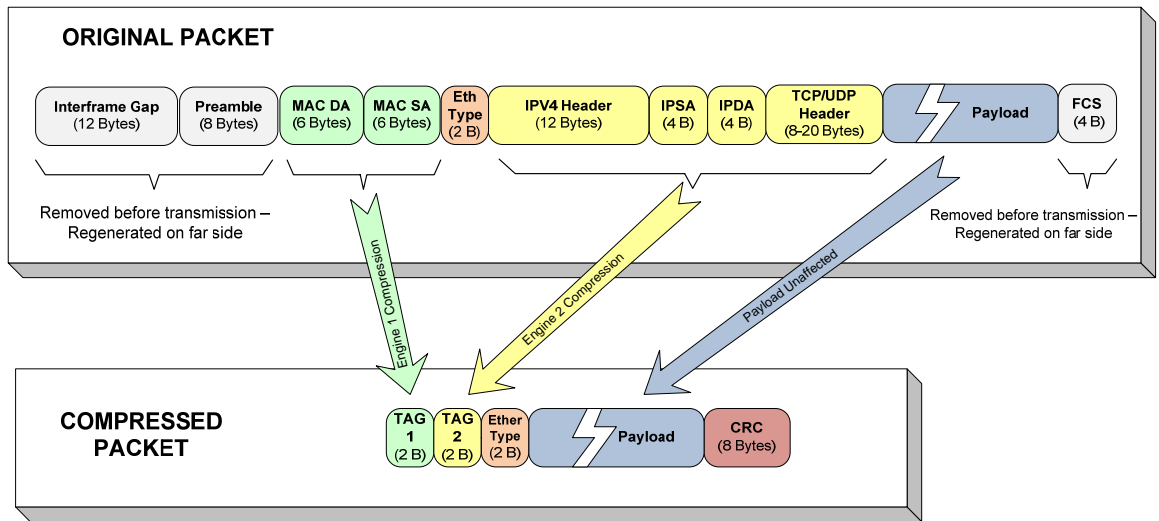 ORIGINAL PACKET
Interframe Gap
(12 Bytes)
Preamble
(8 Bytes)
MAC DA
(6 Bytes)
MAC SA
(6 Bytes)
Eth
Type
(2 B)
IPV4 Header
(12 Bytes)
IPSA
(4 B)
IPDA
(4 B)
TCP/UDP
Header
(8-20 Bytes)
Payload
FCS
(4 B)
Removed before transmission –
Regenerated on far side
Removed before transmission –
Regenerated on far side
Engine 1 Compression
Engine 2 Compression
Payload Unaffected
COMPRESSED
PACKET
TAG
1
(2 B)
TAG
2
(2 B)
Ether
Type
(2 B)
Payload
CRC
(8 Bytes)